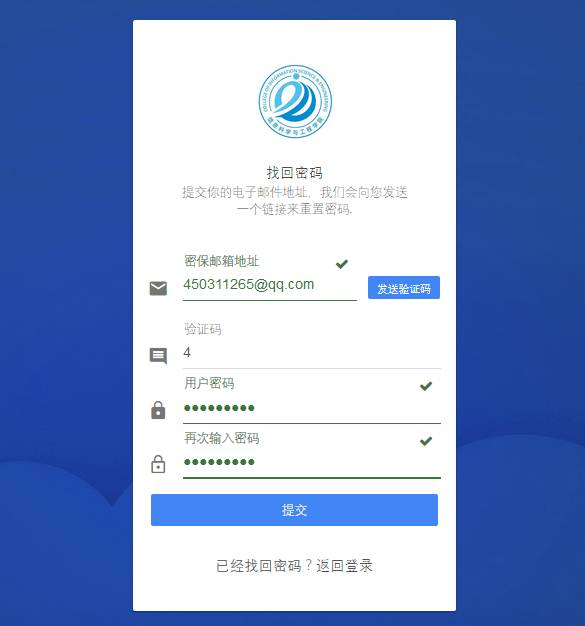 COLLEGE OF INFORMATION SCIENCE & ENGINEERING
信息科学与工程学院
找回密码
提交你的电子邮件地址，我们会向您发送
一个链接来重置密码.
密保邮箱地址
450311265@qq.com
发送验证码
验证码
4
用户密码
●●●●●●●●●
再次输入密码
●●●●●●●●●
提交
已经找回密码？返回登录